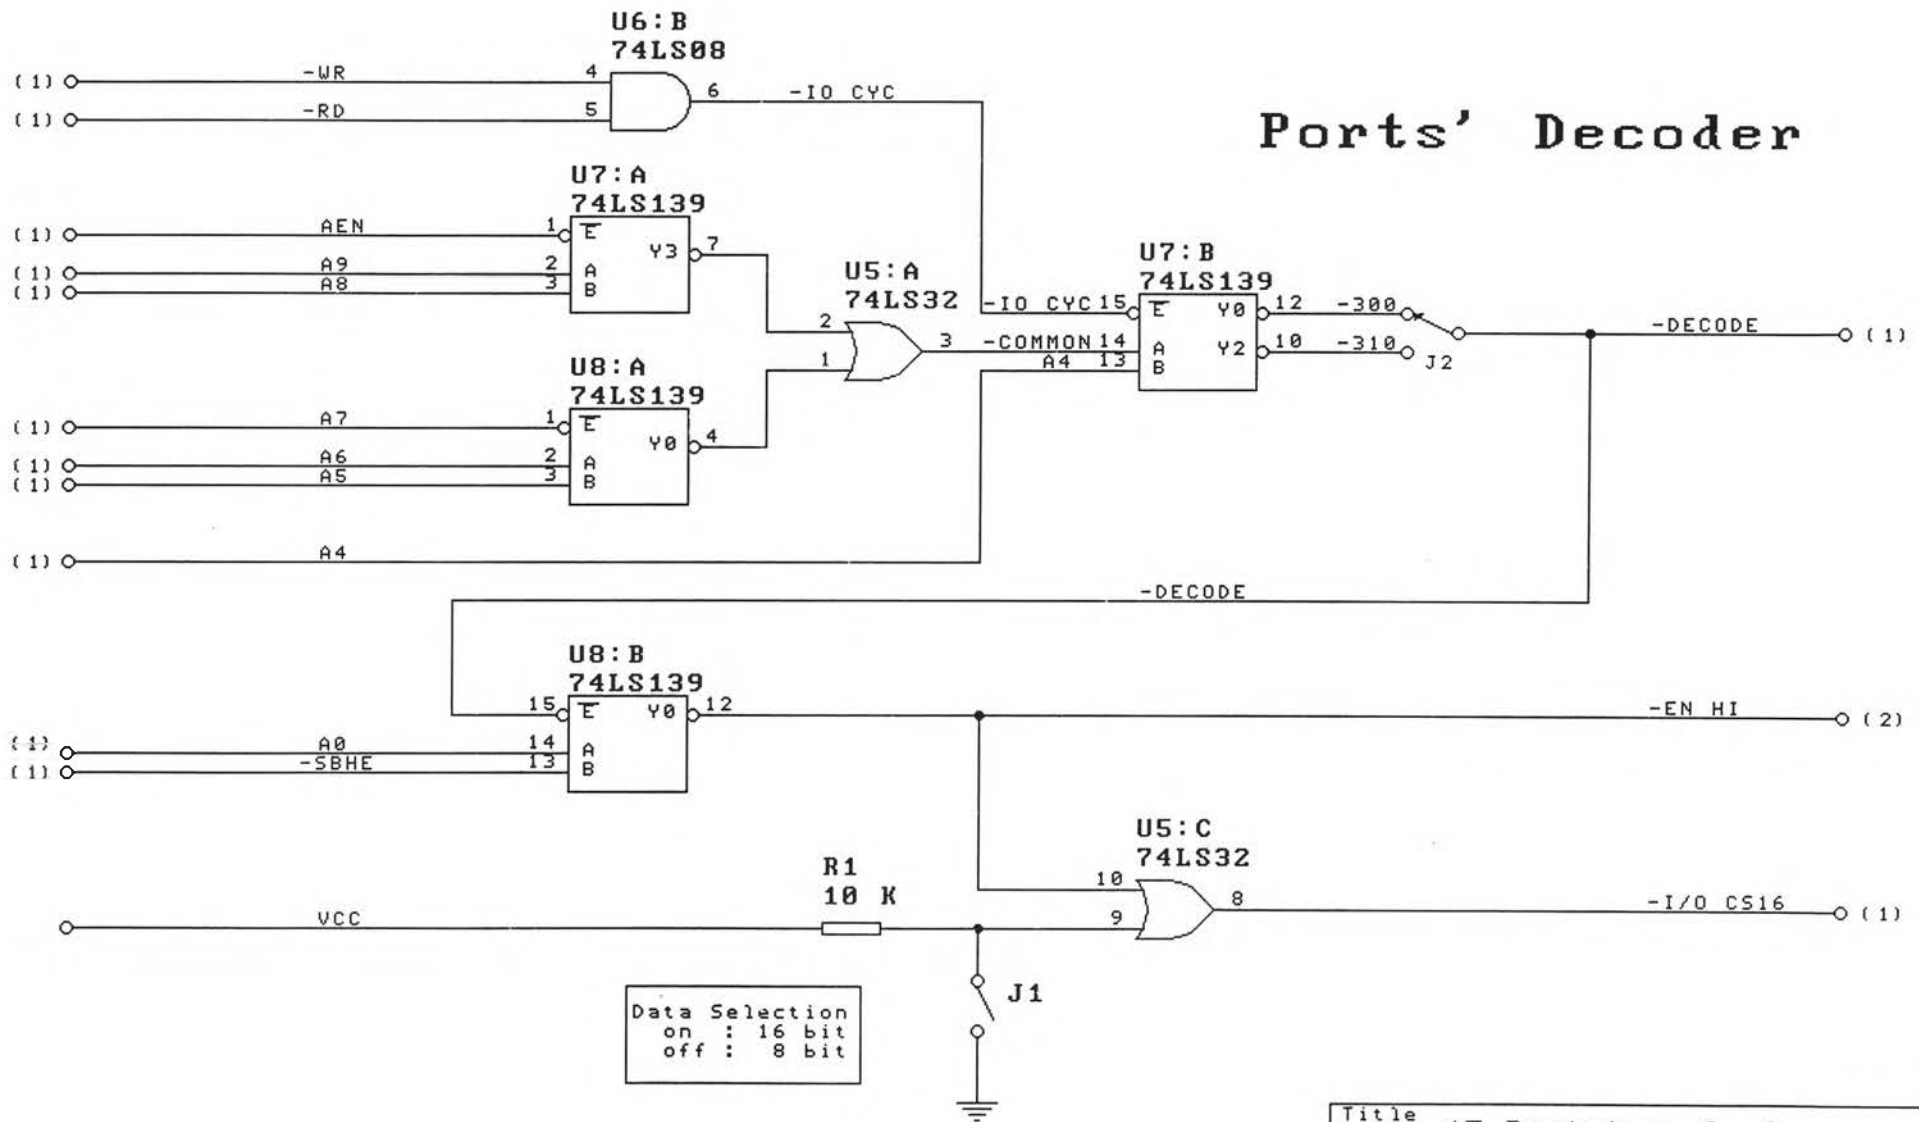 U6:B
74LS08
(1) -WR 4
6 -IO CYC
(1) -RD 5
Ports' Decoder
U7:A
74LS139
(1) AEN 1 E
Y3 7
(1) A9 2 A
(1) A8 3 B
U5:A
74LS32
2
3
1
U7:B
74LS139
-IO CYC 15 E Y0 12 -300
-COMMON 14 A Y2 10 -310
A4 13 B
J2
-DECODE (1)
U8:A
74LS139
(1) A7 1 E
Y0 4
(1) A6 2 A
(1) A5 3 B
(1) A4
-DECODE
U8:B
74LS139
15 E Y0 12
-EN HI (2)
(1) A0 14 A
(1) -SBHE 13 B
U5:C
74LS32
10
8 -I/O CS16 (1)
9
R1
10 K
VCC
J1
Data Selection
on : 16 bit
off : 8 bit
Title